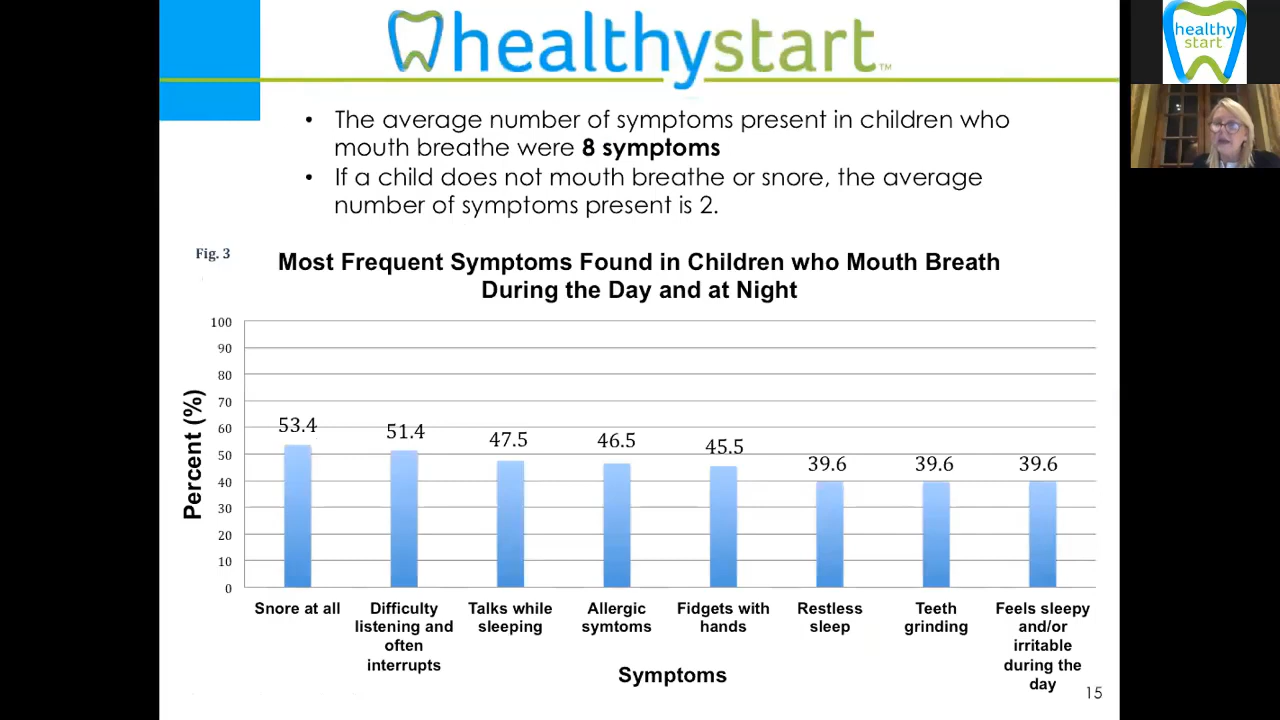 healthystart™
healthy
start
• The average number of symptoms present in children who
mouth breathe were 8 symptoms
• If a child does not mouth breathe or snore, the average
number of symptoms present is 2.
Fig. 3
Most Frequent Symptoms Found in Children who Mouth Breath
During the Day and at Night
Percent (%)
100
90
80
70
60
50
40
30
20
10
0
53.4
51.4
47.5
46.5
45.5
39.6
39.6
39.6
Snore at all
Difficulty
listening and
often
interrupts
Talks while
sleeping
Allergic
symtoms
Fidgets with
hands
Restless
sleep
Teeth
grinding
Feels sleepy
and/or
irritable
during the
day
Symptoms
15